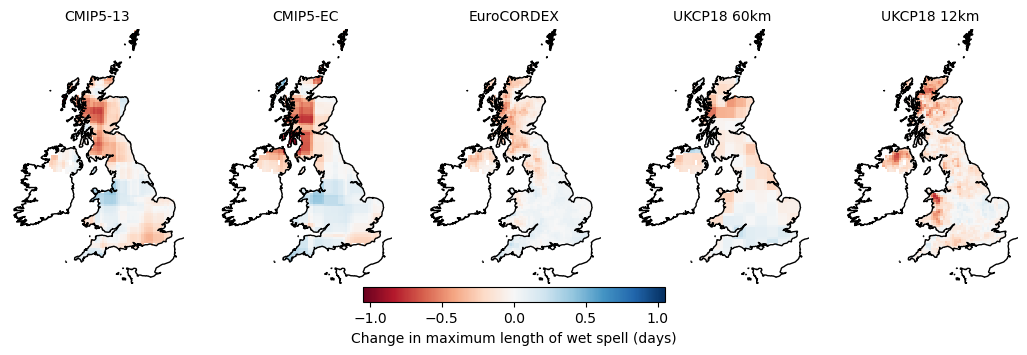 CMIP5-13 CMIP5-EC EuroCORDEX UKCP18 60km UKCP18 12km
−1.0 −0.5 0.0 0.5 1.0
Change in maximum length of wet spell (days)